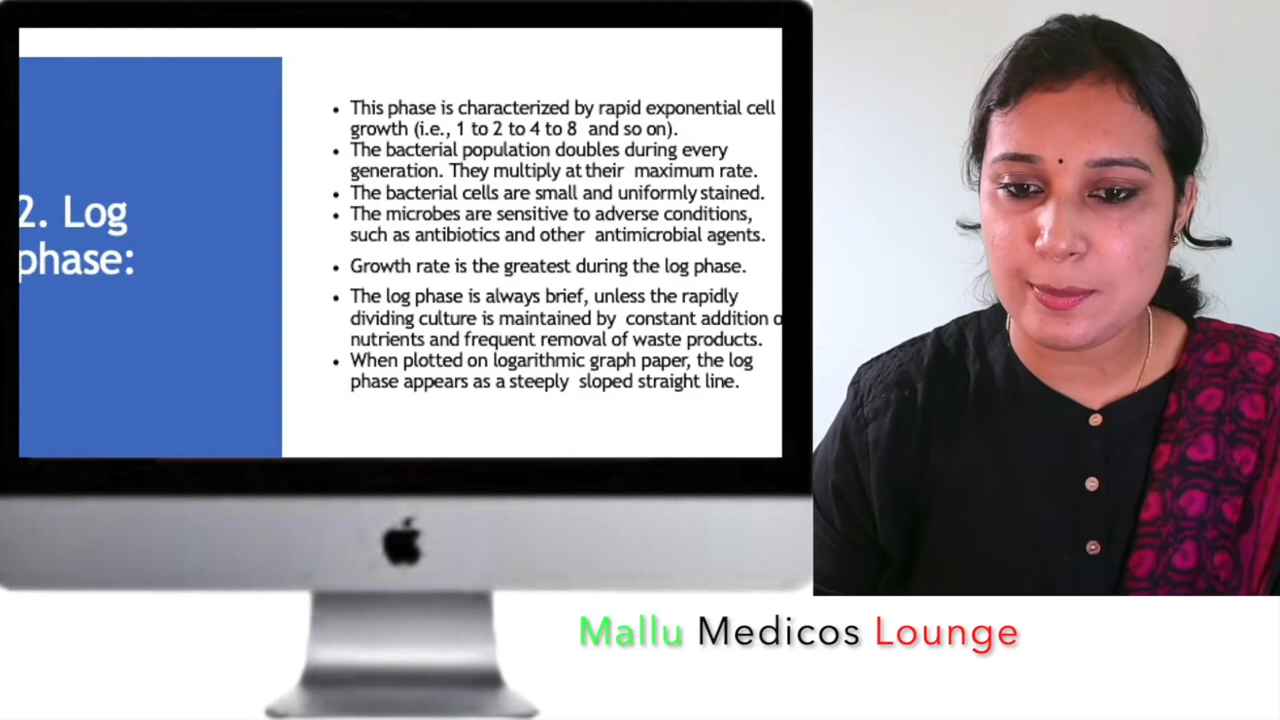 2. Log
phase:
• This phase is characterized by rapid exponential cell
growth (i.e., 1 to 2 to 4 to 8 and so on).
• The bacterial population doubles during every
generation. They multiply at their maximum rate.
• The bacterial cells are small and uniformly stained.
• The microbes are sensitive to adverse conditions,
such as antibiotics and other antimicrobial agents.
• Growth rate is the greatest during the log phase.
• The log phase is always brief, unless the rapidly
dividing culture is maintained by constant addition o
nutrients and frequent removal of waste products.
• When plotted on logarithmic graph paper, the log
phase appears as a steeply sloped straight line.
Mallu Medicos Lounge